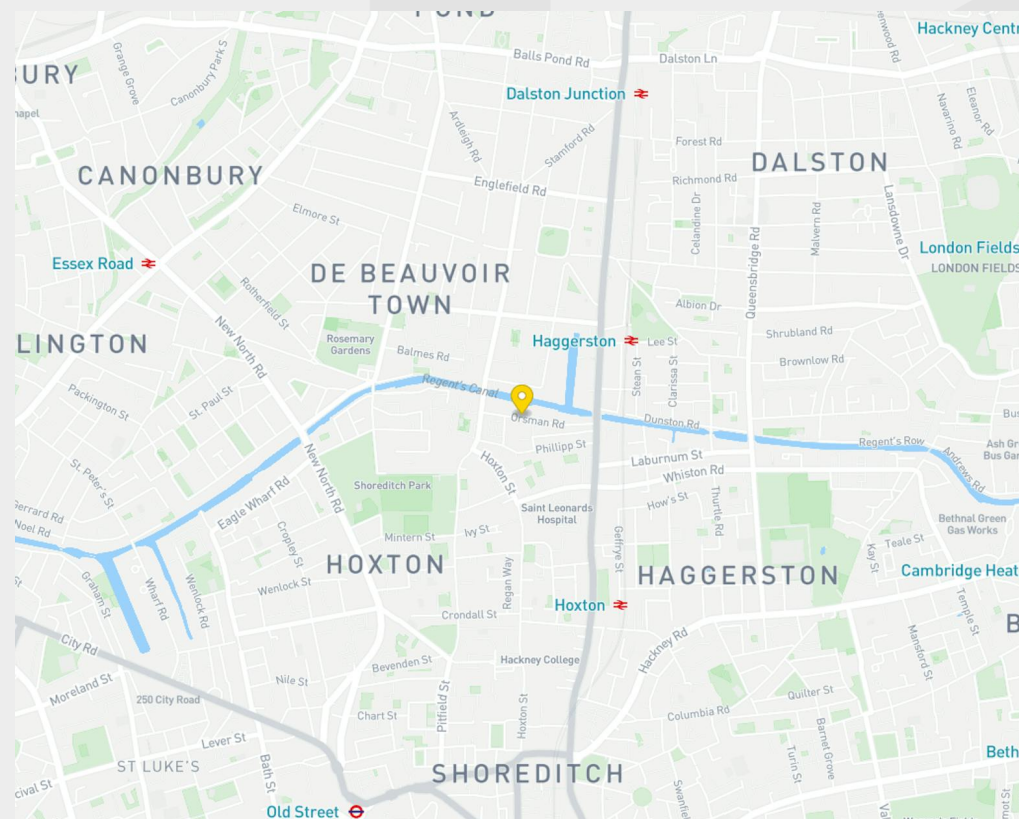 Hackney Cent
Balls Pond Rd
Dalston Ln
Grange Grove
Canonbury Park S
Dalston Junction
Navarino Rd
Eleanor Rd
Ardleigh Rd
Stamford Rd
Forest Rd
DALSTON
CANONBURY
Englefield Rd
Richmond Rd
Elmore St
Celandine Dr
Malvern Rd
Lansdowne Dr
Queensbridge Rd
London Fields
LONDON FIELDS
Essex Road
DE BEAUVOIR
TOWN
Rotherfield St
Albion Dr
New North Rd
Rosemary
Gardens
Balmes Rd
Haggerston
Lee St
Shrubland Rd
Brownlow Rd
LINGTON
Stean St
Clarissa St
Packington St
St. Paul St
Regent's Canal
Orsman Rd
Dunston Rd
Phillipp St
Regent's Row
Andrews Rd
Laburnum St
Whiston Rd
St. Peter's St
New North Rd
Hoxton St
Shoreditch Park
Eagle Wharf Rd
How's St
Thurtle Rd
Saint Leonards
Hospital
Bethnal Green
Gas Works
Noel Rd
Cropley St
Mintern St
Ivy St
Geffrye St
Teale St
Kay St
HOXTON
HAGGERSTON
Cambridge Heat
Graham St
Wharf Rd
Wenlock Rd
Wenlock St
Regan Way
Crondall St
Hoxton
Temple St
Hackney Rd
Mansford St
City Rd
Bevenden St
Hackney College
Moreland St
250 City Road
Nile St
Chart St
Pitfield St
Hoxton St
Columbia Rd
Quilter St
Barnet Grove
Turin St
Lever St
ST LUKE'S
Bath St
SHOREDITCH
Beth
Old Street